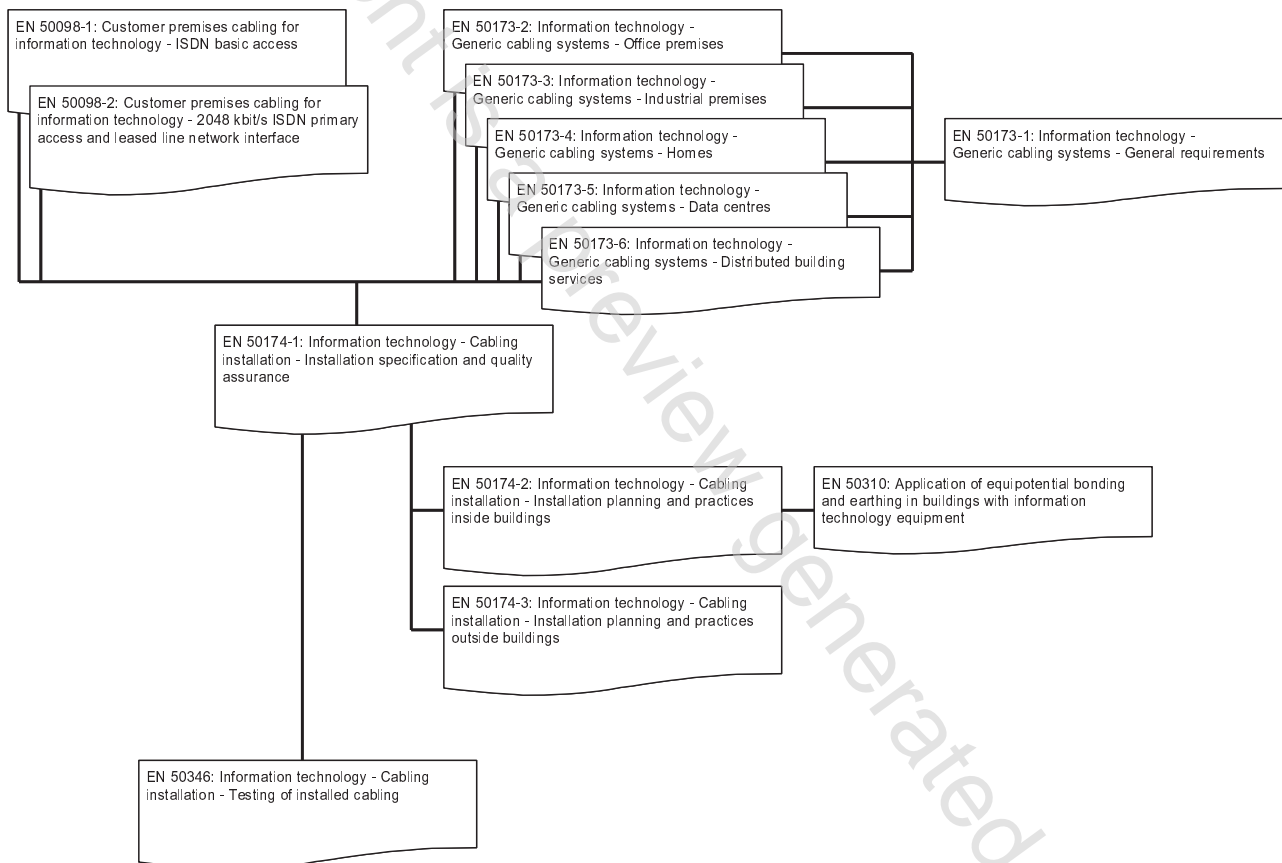 EN 50098-1: Customer premises cabling for
information technology - ISDN basic access
EN 50098-2: Customer premises cabling for
information technology - 2048 kbit/s ISDN primary
access and leased line network interface
EN 50173-2: Information technology -
Generic cabling systems - Office premises
EN 50173-3: Information technology -
Generic cabling systems - Industrial premises
EN 50173-4: Information technology -
Generic cabling systems - Homes
EN 50173-5: Information technology -
Generic cabling systems - Data centres
EN 50173-6: Information technology -
Generic cabling systems - Distributed building
services
EN 50173-1: Information technology -
Generic cabling systems - General requirements
EN 50174-1: Information technology - Cabling
installation - Installation specification and quality
assurance
EN 50174-2: Information technology - Cabling
installation - Installation planning and practices
inside buildings
EN 50310: Application of equipotential bonding
and earthing in buildings with information
technology equipment
EN 50174-3: Information technology - Cabling
installation - Installation planning and practices
outside buildings
EN 50346: Information technology - Cabling
installation - Testing of installed cabling
is a preview generated